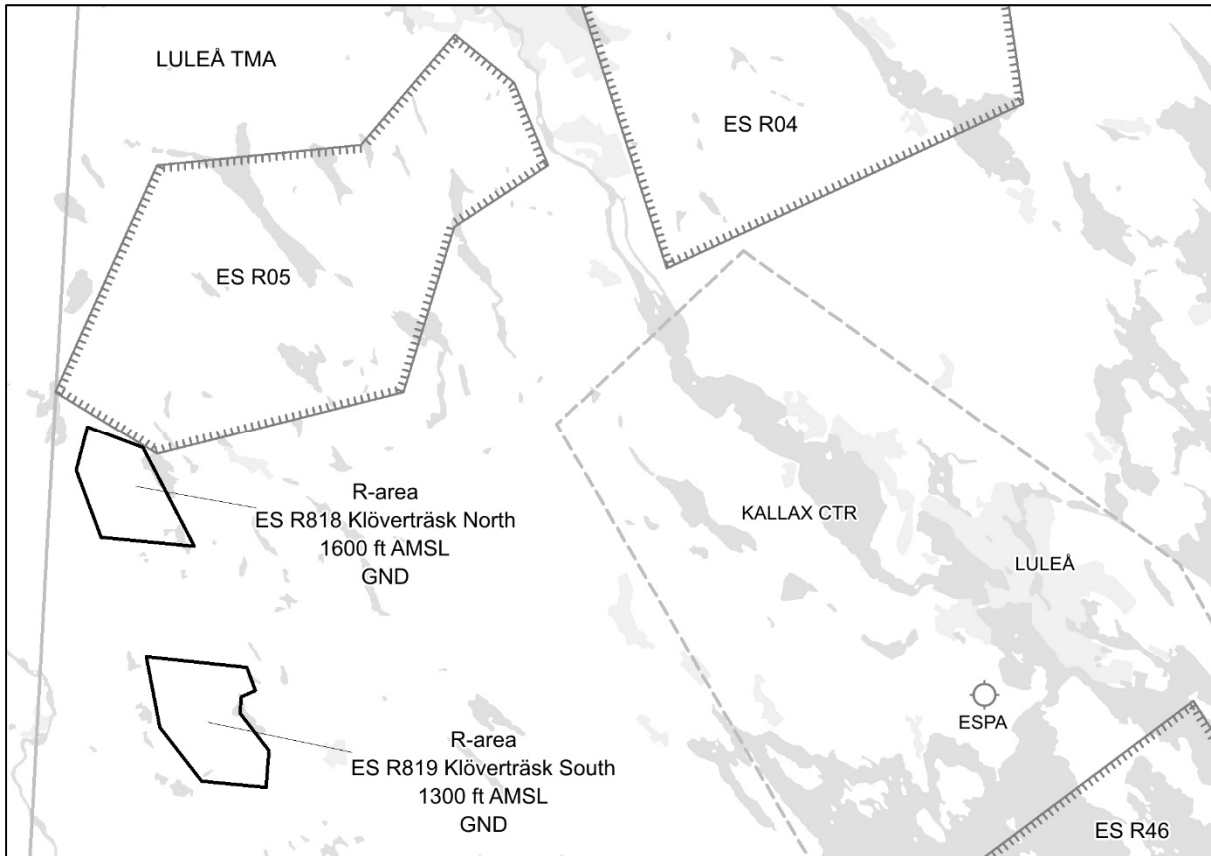 LULEÅ TMA
ES R04
ES R05
R-area
ES R818 Klöverträsk North
1600 ft AMSL
GND
KALLAX CTR
LULEÅ
ESPA
R-area
ES R819 Klöverträsk South
1300 ft AMSL
GND
ES R46